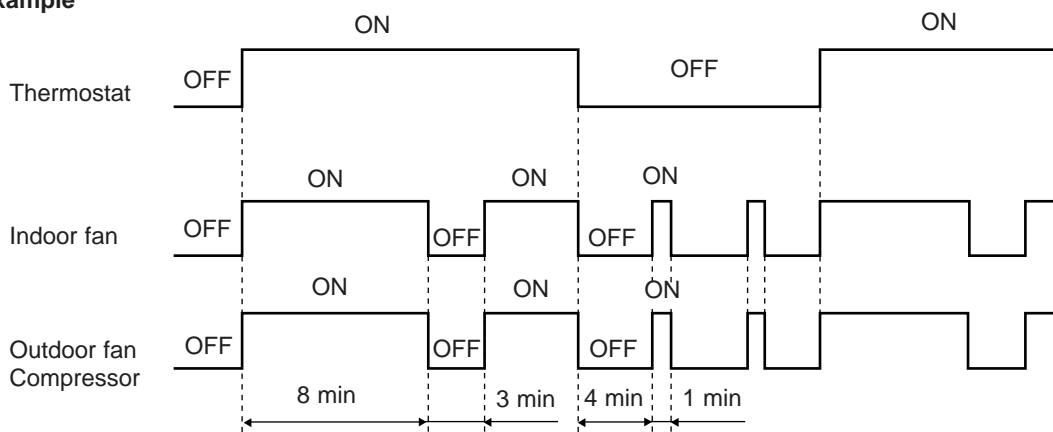 xample
ON
ON
OFF
OFF
Thermostat
ON
ON
ON
OFF
Indoor fan
OFF
OFF
ON
ON
ON
OFF
Outdoor fan
OFF
OFF
Compressor
8 min
3 min
4 min
1 min